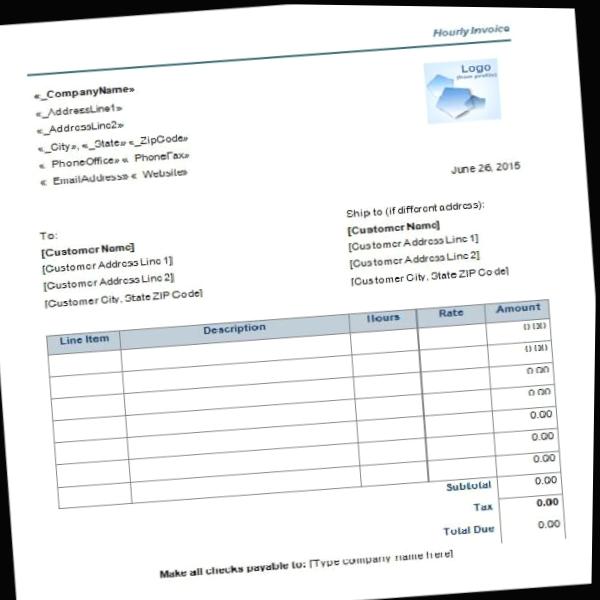 Hourly Invoice
Logo
(from profile)
«_CompanyName»
«_AddressLine1»
«_AddressLine2»
«_City», «_State» «_ZipCode»
« PhoneOffice» « PhoneFax»
« EmailAddress» « Website»
June 26, 2015
To:
[Customer Name]
[Customer Address Line 1]
[Customer Address Line 2]
[Customer City, State ZIP Code]
Ship to (if different address):
[Customer Name]
[Customer Address Line 1]
[Customer Address Line 2]
[Customer City, State ZIP Code]
Line Item Description Hours Rate Amount
0.00
0.00
0.00
0.00
0.00
0.00
0.00
Subtotal 0.00
Tax 0.00
Total Due 0.00
Make all checks payable to: [Type company name here]